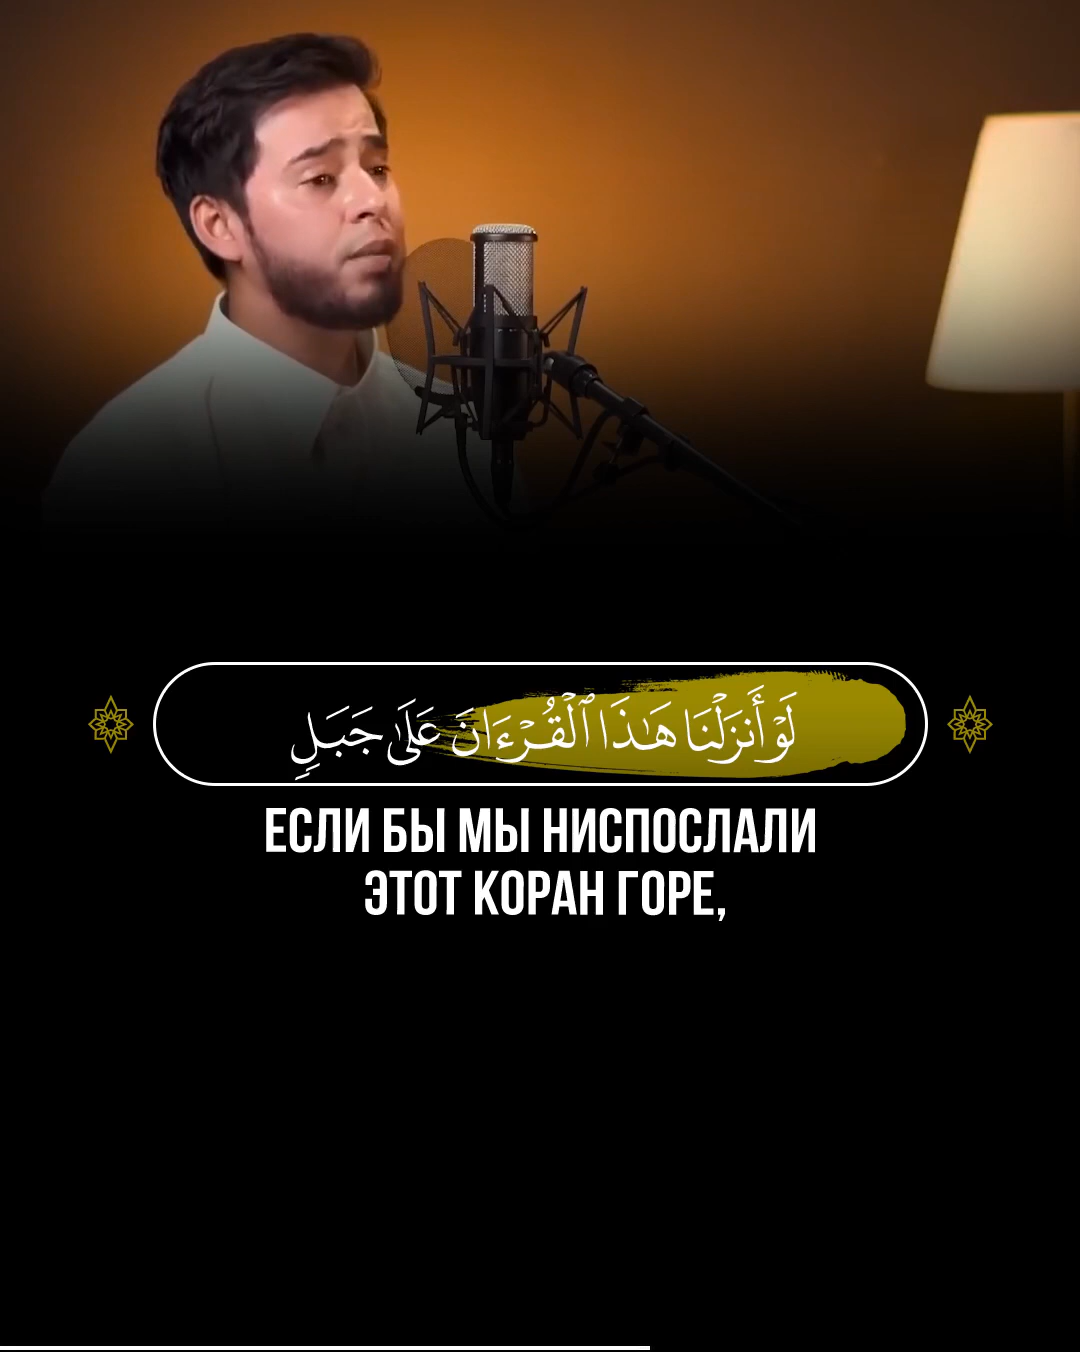 لَوْ أَنزَلْنَا هَـٰذَا ٱلْقُرْءَانَ عَلَىٰ جَبَلٍ
ЕСЛИ БЫ МЫ НИСПОСЛАЛИ
ЭТОТ КОРАН ГОРЕ,